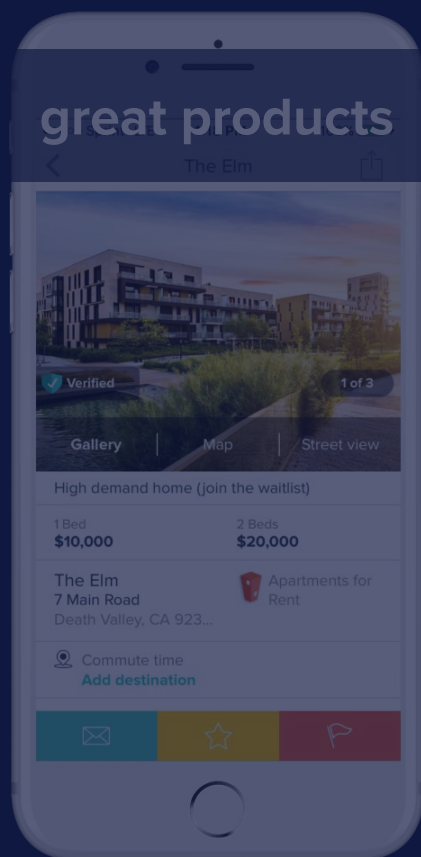 great products
The Elm
Verified
1 of 3
Gallery
Map
Street view
High demand home (join the waitlist)
1 Bed
2 Beds
$10,000
$20,000
The Elm
7 Main Road
Death Valley, CA 923...
Apartments for
Rent
Commute time
Add destination